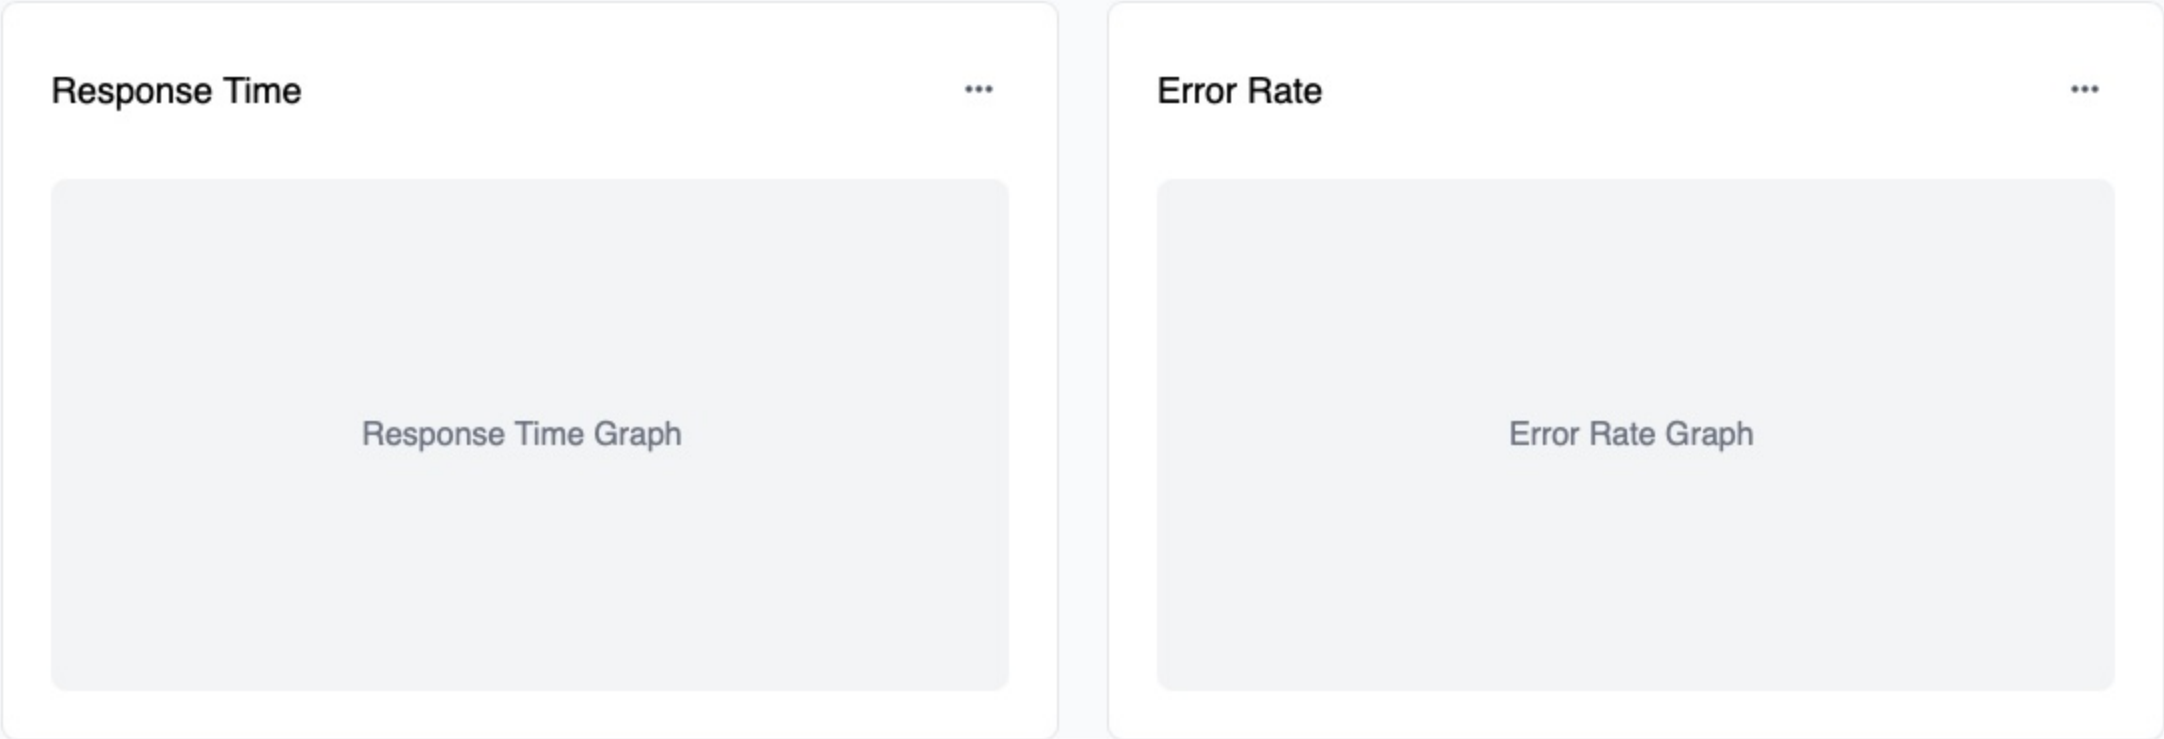 Response Time
Response Time Graph
Error Rate
Error Rate Graph